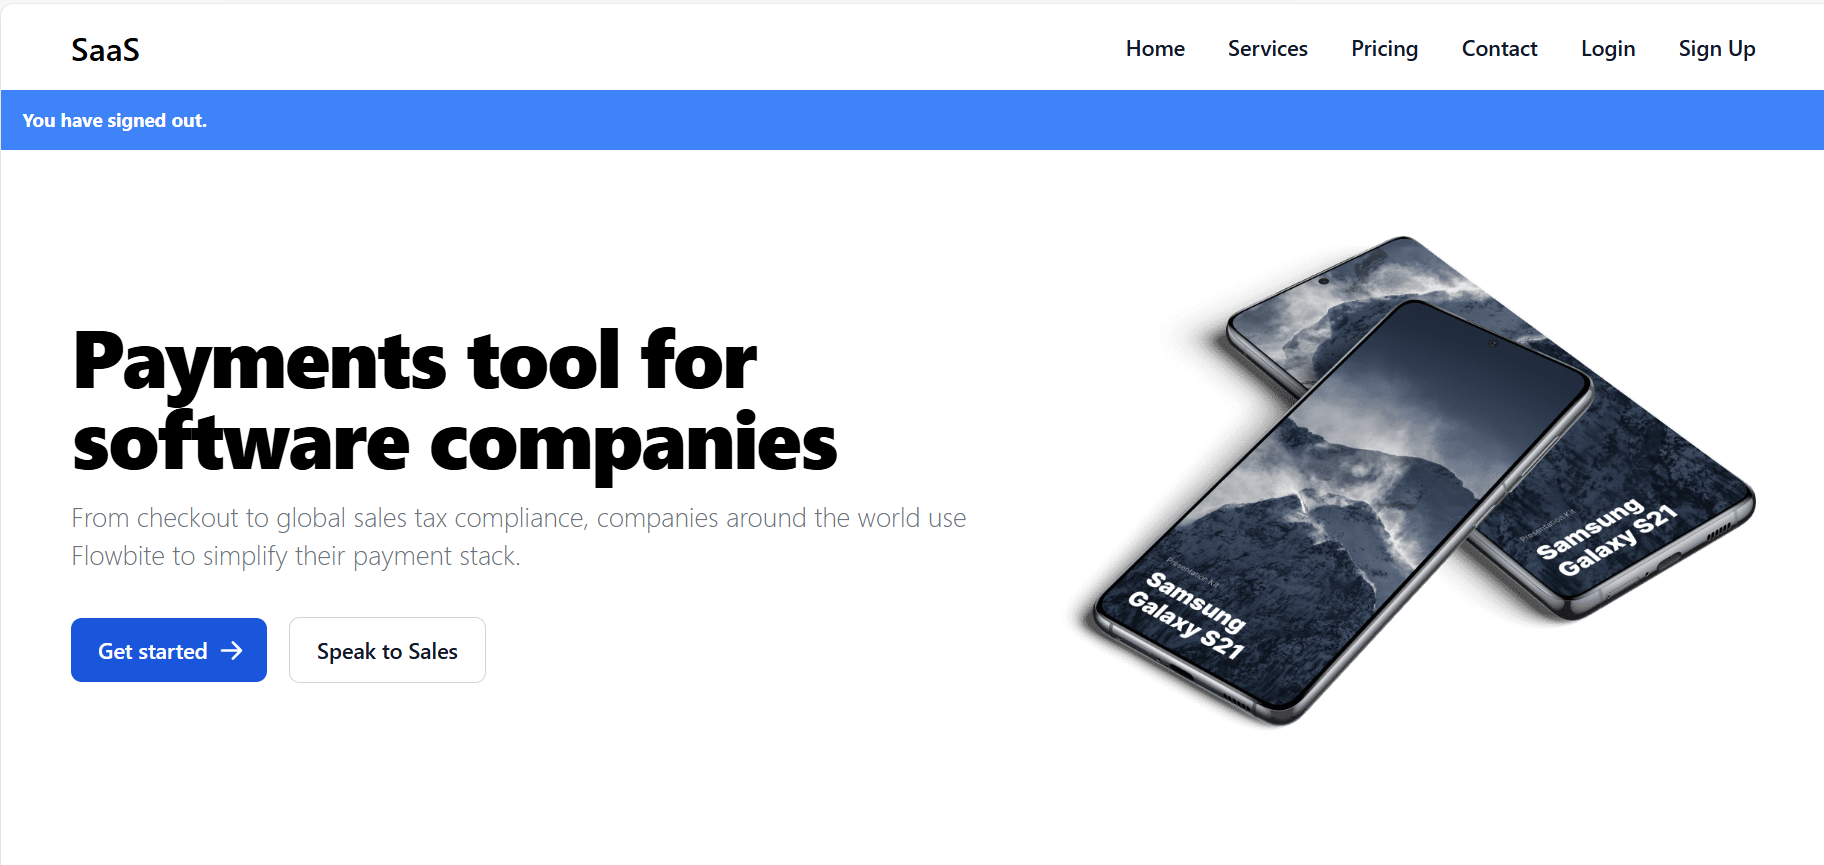 SaaS
Home Services Pricing Contact Login Sign Up
You have signed out.
Payments tool for
software companies
From checkout to global sales tax compliance, companies around the world use
Flowbite to simplify their payment stack.
Get started →
Speak to Sales
Presentation Kit
Samsung
Galaxy S21
Presentation Kit
Samsung
Galaxy S21